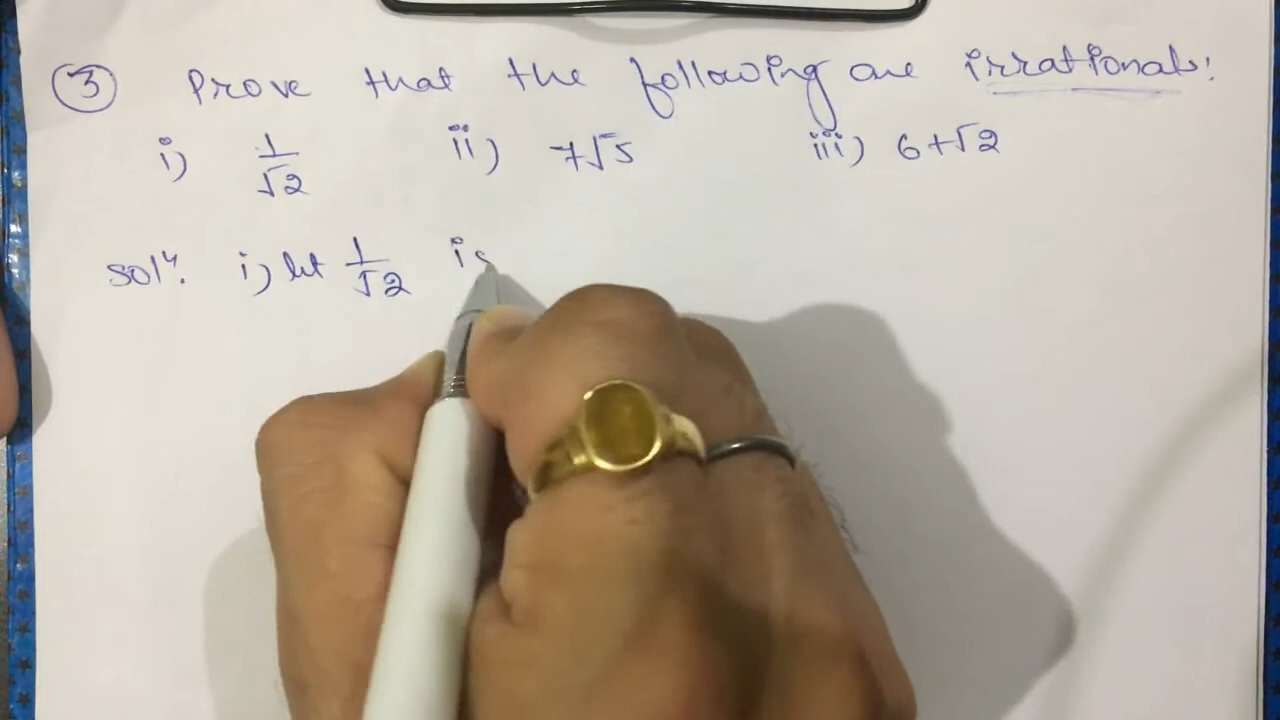 ③ Prove that the following are irrationals:
i) 1/√2 ii) 7√5 iii) 6+√2
solⁿ. i) let 1/√2 is